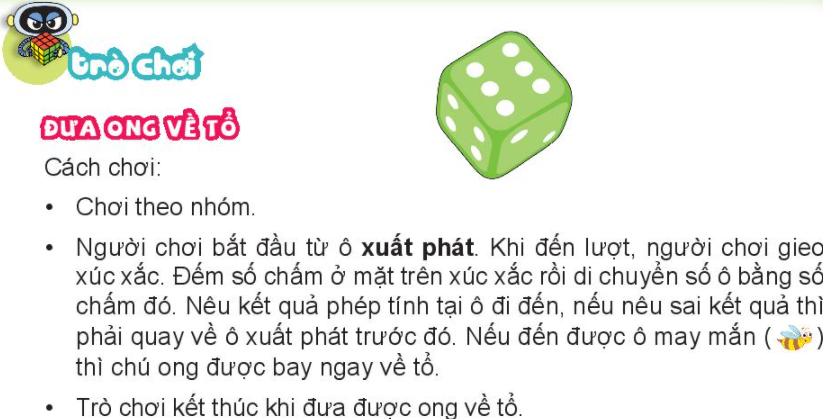 trò chơi
ĐƯA ONG VỀ TỔ
Cách chơi:
• Chơi theo nhóm.
• Người chơi bắt đầu từ ô xuất phát. Khi đến lượt, người chơi gieo
xúc xắc. Đếm số chấm ở mặt trên xúc xắc rồi di chuyển số ô bằng số
chấm đó. Nêu kết quả phép tính tại ô đi đến, nếu nêu sai kết quả thì
phải quay về ô xuất phát trước đó. Nếu đến được ô may mắn ( )
thì chú ong được bay ngay về tổ.
• Trò chơi kết thúc khi đưa được ong về tổ.